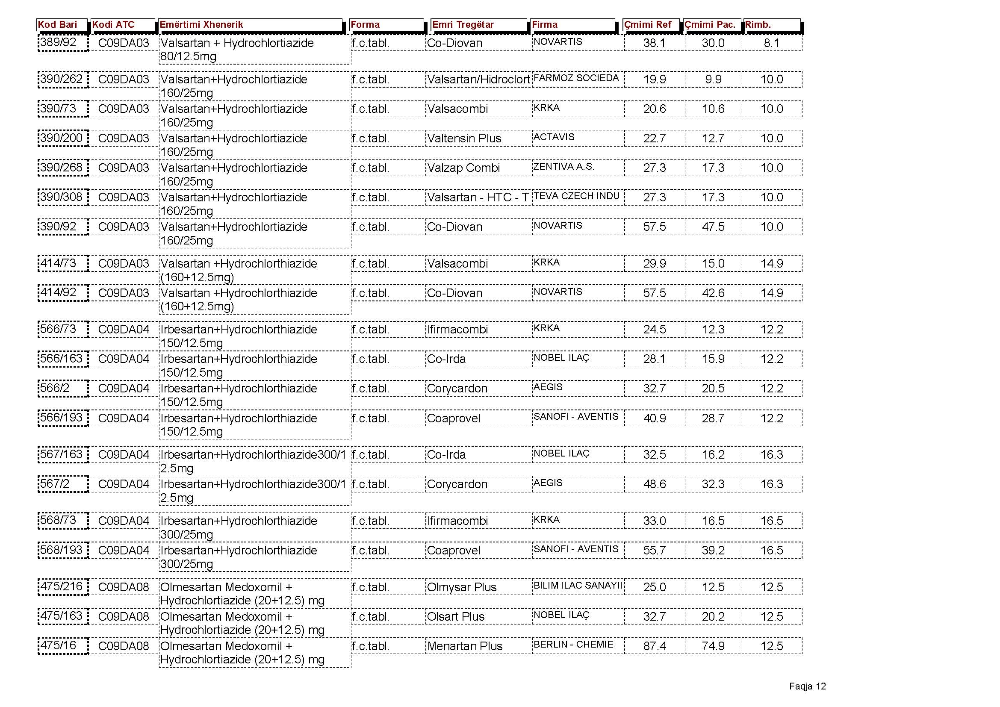 Kod Bari Kodi ATC Emërtimi Xhenerik Forma Emri Tregëtar Firma Çmimi Ref Çmimi Pac. Rimb.
389/92 C09DA03 Valsartan + Hydrochlortiazide f.c.tabl. Co-Diovan NOVARTIS 38.1 30.0 8.1
80/12.5mg
390/262 C09DA03 Valsartan+Hydrochlortiazide f.c.tabl. Valsartan/Hidroclort FARMOZ SOCIEDA 19.9 9.9 10.0
160/25mg
390/73 C09DA03 Valsartan+Hydrochlortiazide f.c.tabl. Valsacombi KRKA 20.6 10.6 10.0
160/25mg
390/200 C09DA03 Valsartan+Hydrochlortiazide f.c.tabl. Valtensin Plus ACTAVIS 22.7 12.7 10.0
160/25mg
390/268 C09DA03 Valsartan+Hydrochlortiazide f.c.tabl. Valzap Combi ZENTIVA A.S. 27.3 17.3 10.0
160/25mg
390/308 C09DA03 Valsartan+Hydrochlortiazide f.c.tabl. Valsartan - HTC - T TEVA CZECH INDU 27.3 17.3 10.0
160/25mg
390/92 C09DA03 Valsartan+Hydrochlortiazide f.c.tabl. Co-Diovan NOVARTIS 57.5 47.5 10.0
160/25mg
414/73 C09DA03 Valsartan +Hydrochlorthiazide f.c.tabl. Valsacombi KRKA 29.9 15.0 14.9
(160+12.5mg)
414/92 C09DA03 Valsartan +Hydrochlorthiazide f.c.tabl. Co-Diovan NOVARTIS 57.5 42.6 14.9
(160+12.5mg)
566/73 C09DA04 Irbesartan+Hydrochlorthiazide f.c.tabl. Ifirmacombi KRKA 24.5 12.3 12.2
150/12.5mg
566/163 C09DA04 Irbesartan+Hydrochlorthiazide f.c.tabl. Co-Irda NOBEL ILAÇ 28.1 15.9 12.2
150/12.5mg
566/2 C09DA04 Irbesartan+Hydrochlorthiazide f.c.tabl. Corycardon AEGIS 32.7 20.5 12.2
150/12.5mg
566/193 C09DA04 Irbesartan+Hydrochlorthiazide f.c.tabl. Coaprovel SANOFI - AVENTIS 40.9 28.7 12.2
150/12.5mg
567/163 C09DA04 Irbesartan+Hydrochlorthiazide300/1 f.c.tabl. Co-Irda NOBEL ILAÇ 32.5 16.2 16.3
2.5mg
567/2 C09DA04 Irbesartan+Hydrochlorthiazide300/1 f.c.tabl. Corycardon AEGIS 48.6 32.3 16.3
2.5mg
568/73 C09DA04 Irbesartan+Hydrochlorthiazide f.c.tabl. Ifirmacombi KRKA 33.0 16.5 16.5
300/25mg
568/193 C09DA04 Irbesartan+Hydrochlorthiazide f.c.tabl. Coaprovel SANOFI - AVENTIS 55.7 39.2 16.5
300/25mg
475/216 C09DA08 Olmesartan Medoxomil + f.c.tabl. Olmysar Plus BILIM ILAC SANAYII 25.0 12.5 12.5
Hydrochlortiazide (20+12.5) mg
475/163 C09DA08 Olmesartan Medoxomil + f.c.tabl. Olsart Plus NOBEL ILAÇ 32.7 20.2 12.5
Hydrochlortiazide (20+12.5) mg
475/16 C09DA08 Olmesartan Medoxomil + f.c.tabl. Menartan Plus BERLIN - CHEMIE 87.4 74.9 12.5
Hydrochlortiazide (20+12.5) mg
Faqja 12